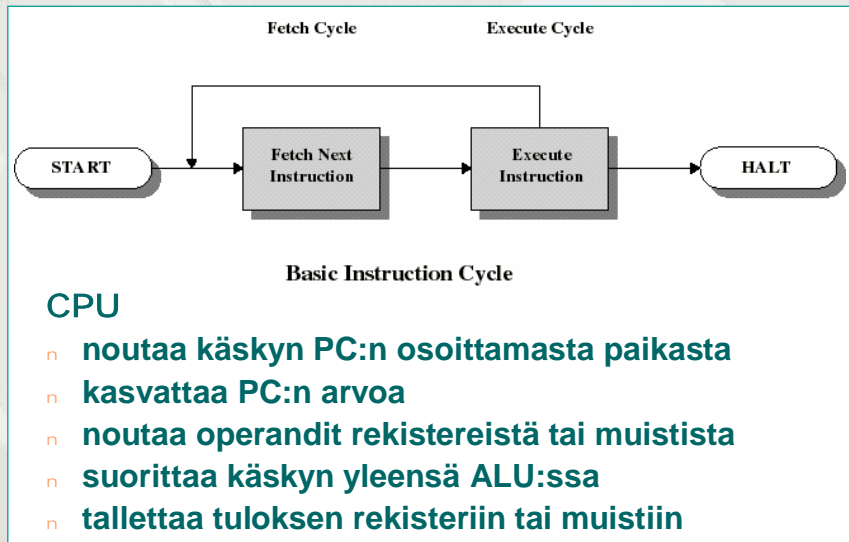 Fetch Cycle Execute Cycle
START
Fetch Next
Instruction
Execute
Instruction
HALT
Basic Instruction Cycle
CPU
n noutaa käskyn PC:n osoittamasta paikasta
n kasvattaa PC:n arvoa
n noutaa operandit rekistereistä tai muistista
n suorittaa käskyn yleensä ALU:ssa
n tallettaa tuloksen rekisteriin tai muistiin